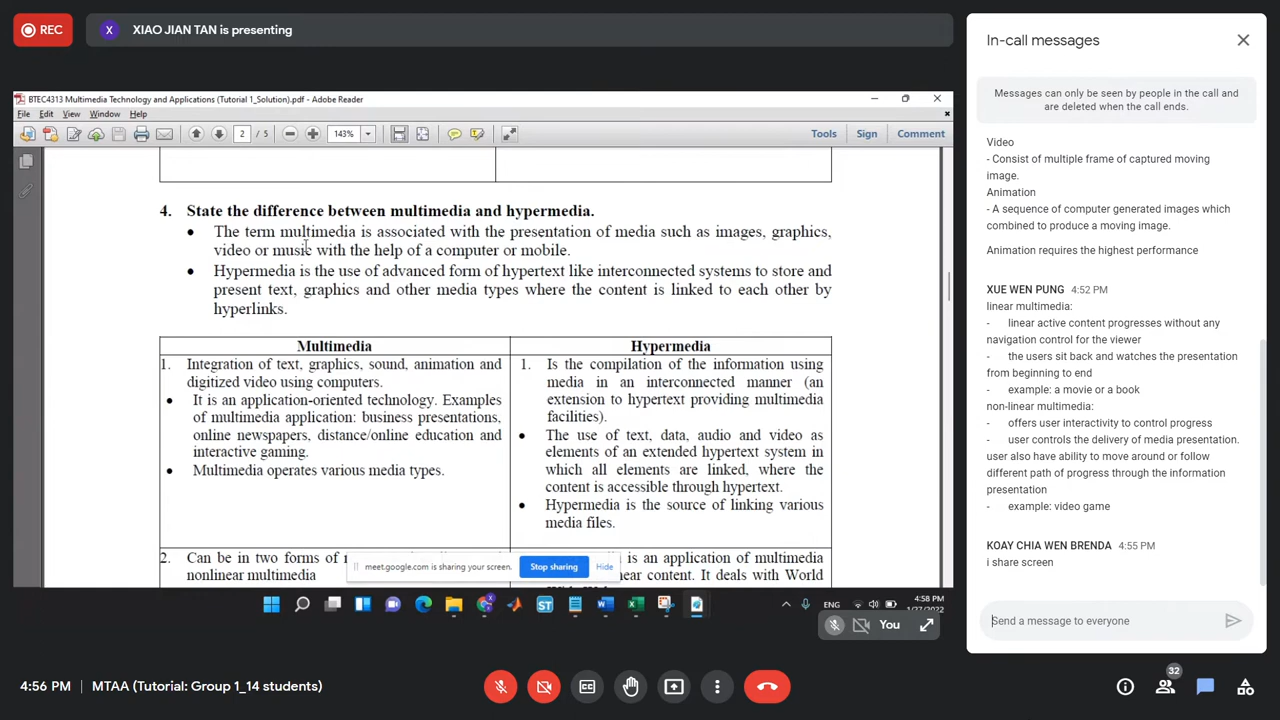 REC
X XIAO JIAN TAN is presenting
BTEC4313 Multimedia Technology and Applications (Tutorial 1_Solution).pdf - Adobe Reader
File Edit View Window Help
2 / 5 143% Tools Sign Comment
4. State the difference between multimedia and hypermedia.
• The term multimedia is associated with the presentation of media such as images, graphics,
video or music with the help of a computer or mobile.
• Hypermedia is the use of advanced form of hypertext like interconnected systems to store and
present text, graphics and other media types where the content is linked to each other by
hyperlinks.
Multimedia
1. Integration of text, graphics, sound, animation and
digitized video using computers.
• It is an application-oriented technology. Examples
of multimedia application: business presentations,
online newspapers, distance/online education and
interactive gaming.
• Multimedia operates various media types.
2. Can be in two forms of
nonlinear multimedia
Hypermedia
1. Is the compilation of the information using
media in an interconnected manner (an
extension to hypertext providing multimedia
facilities).
• The use of text, data, audio and video as
elements of an extended hypertext system in
which all elements are linked, where the
content is accessible through hypertext.
• Hypermedia is the source of linking various
media files.
is an application of multimedia
near content. It deals with World
meet.google.com is sharing your screen. Stop sharing Hide
ST ENG 4:58 PM
1/27/2022
You
In-call messages
Messages can only be seen by people in the call and
are deleted when the call ends.
Video
- Consist of multiple frame of captured moving
image.
Animation
- A sequence of computer generated images which
combined to produce a moving image.
Animation requires the highest performance
XUE WEN PUNG 4:52 PM
linear multimedia:
- linear active content progresses without any
navigation control for the viewer
- the users sit back and watches the presentation
from beginning to end
- example: a movie or a book
non-linear multimedia:
- offers user interactivity to control progress
- user controls the delivery of media presentation.
user also have ability to move around or follow
different path of progress through the information
presentation
- example: video game
KOAY CHIA WEN BRENDA 4:55 PM
i share screen
Send a message to everyone
4:56 PM MTAA (Tutorial: Group 1_14 students)
32